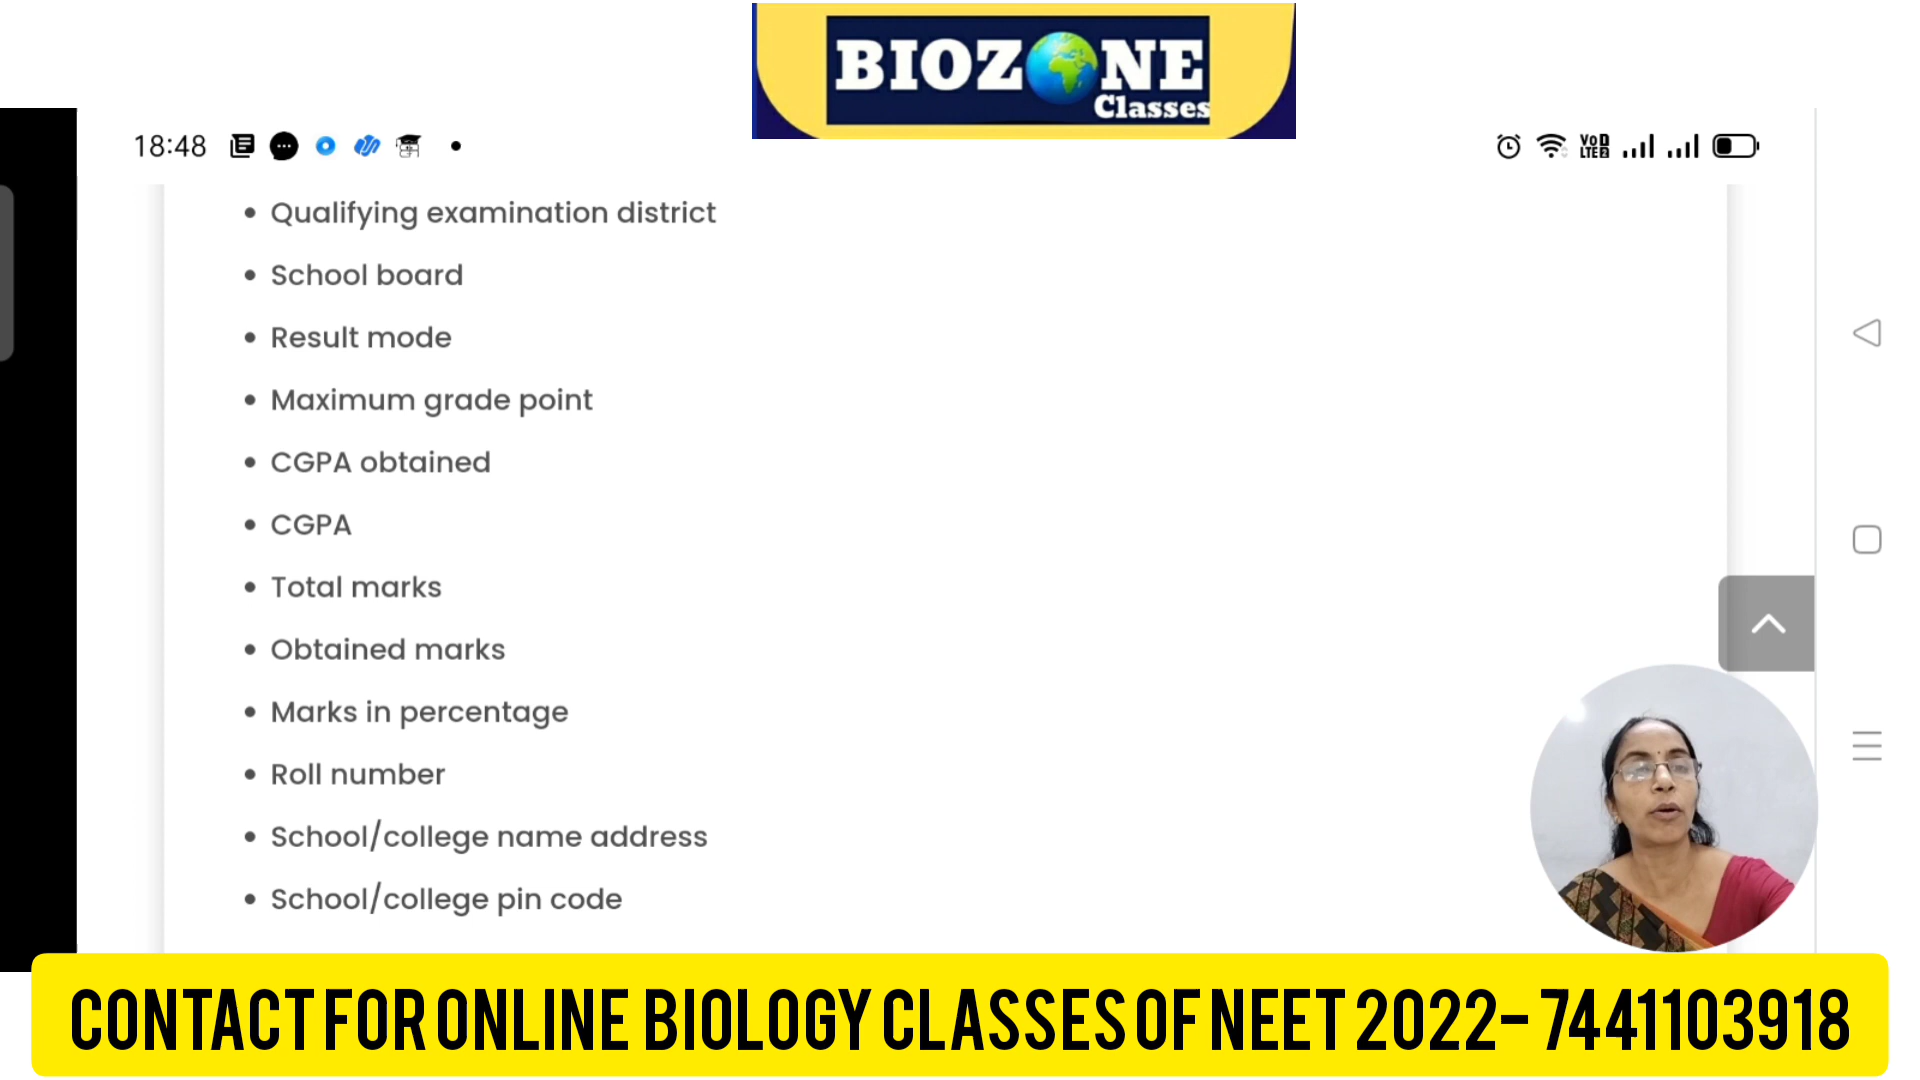 BIOZONE
Classes
18:48
VoD
LTE2
Qualifying examination district
School board
Result mode
Maximum grade point
CGPA obtained
CGPA
Total marks
Obtained marks
Marks in percentage
Roll number
School/college name address
School/college pin code
CONTACT FOR ONLINE BIOLOGY CLASSES OF NEET 2022- 7441103918